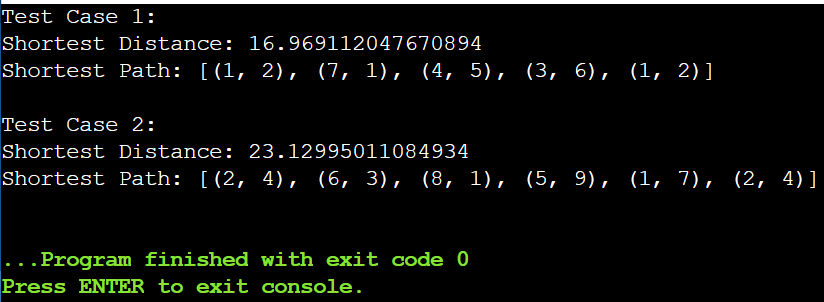 Test Case 1:
Shortest Distance: 16.969112047670894
Shortest Path: [(1, 2), (7, 1), (4, 5), (3, 6), (1, 2)]
Test Case 2:
Shortest Distance: 23.12995011084934
Shortest Path: [(2, 4), (6, 3), (8, 1), (5, 9), (1, 7), (2, 4)]
...Program finished with exit code 0
Press ENTER to exit console.